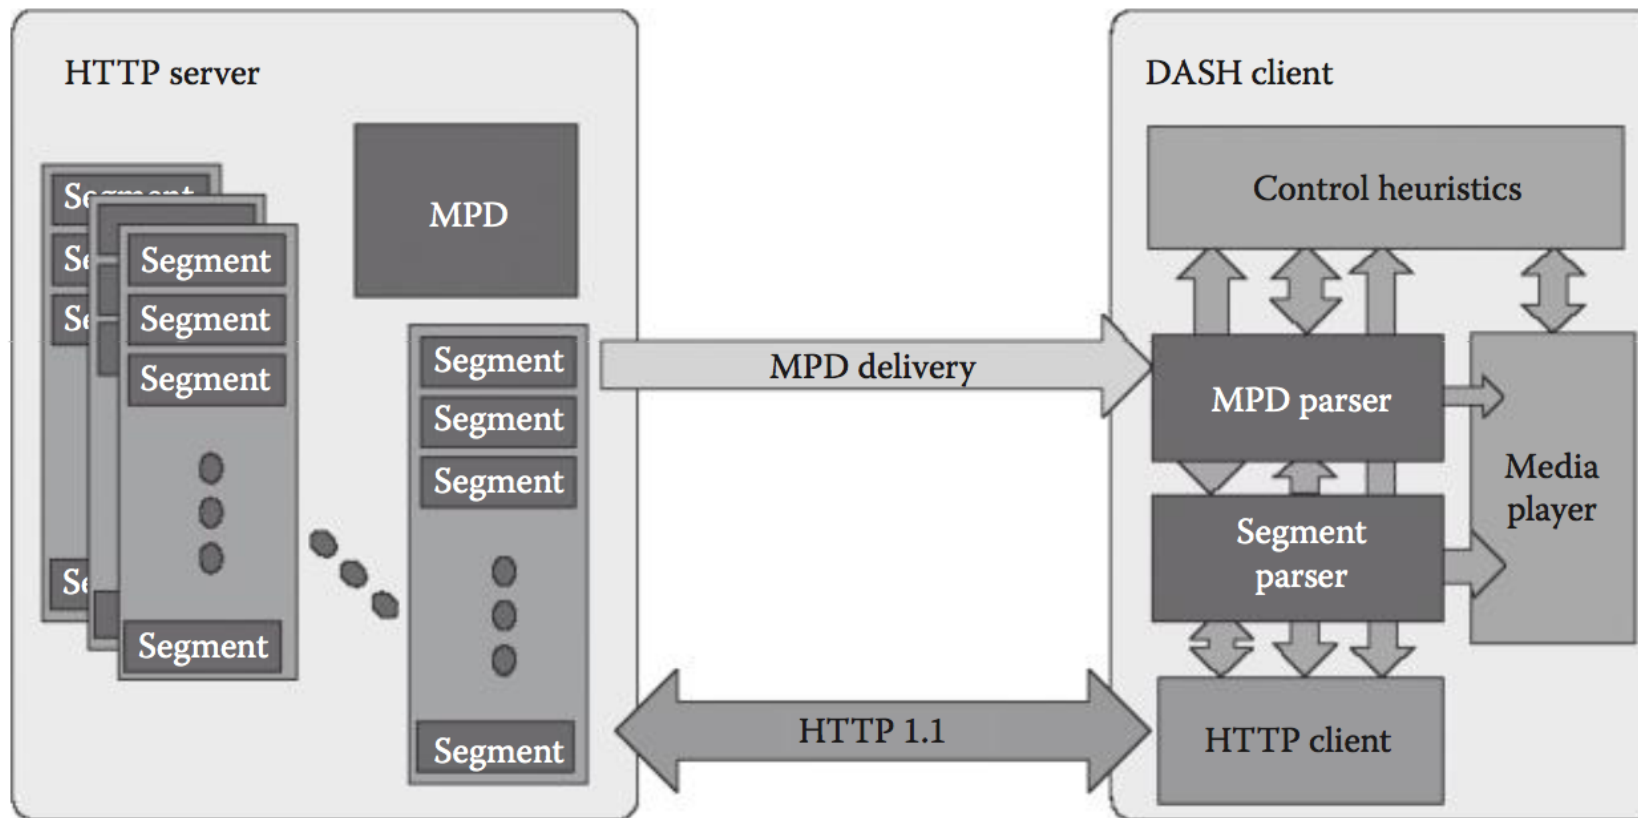 HTTP server
MPD
Segment
Segment
Segment
Segment
Segment
Segment
Segment
Segment
Segment
MPD delivery
HTTP 1.1
DASH client
Control heuristics
MPD parser
Media
player
Segment
parser
HTTP client